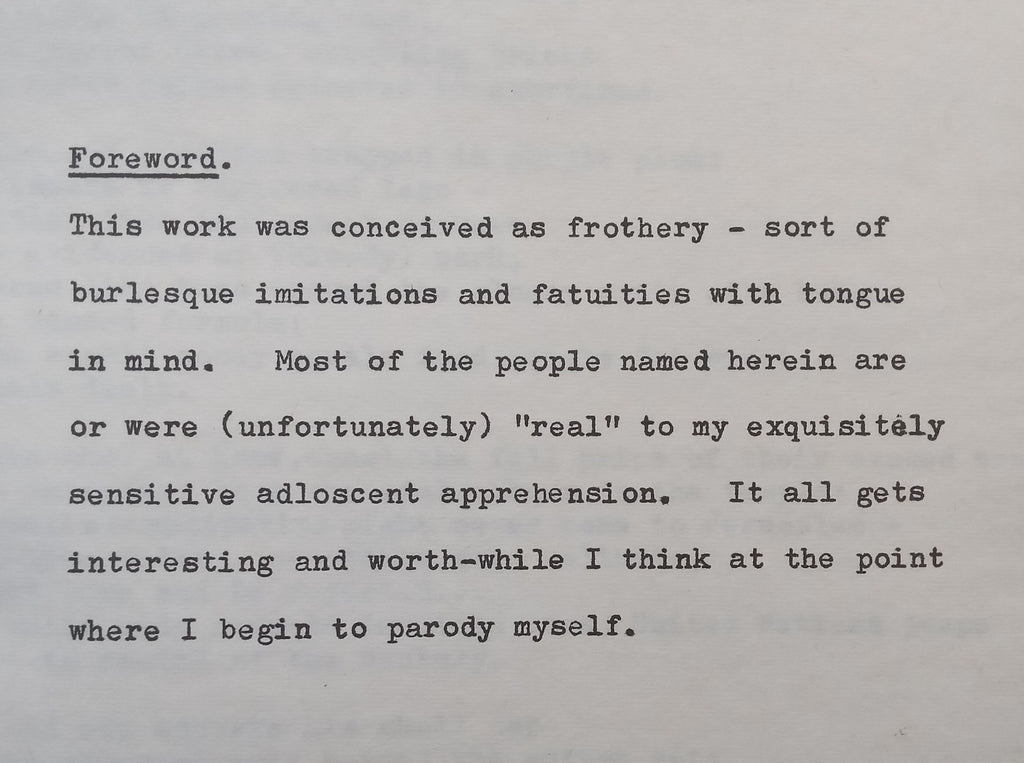 Foreword.
This work was conceived as frothery - sort of
burlesque imitations and fatuities with tongue
in mind. Most of the people named herein are
or were (unfortunately) "real" to my exquisitely
sensitive adloscent apprehension. It all gets
interesting and worth-while I think at the point
where I begin to parody myself.